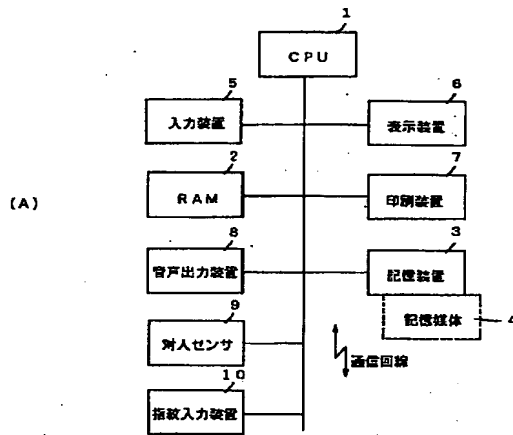 1
CPU
5
6
入力装置
表示装置
2
7
(A)
RAM
印刷装置
8
3
音声出力装置
記憶装置
記憶媒体
4
9
対人センサ
通信回線
10
指紋入力装置